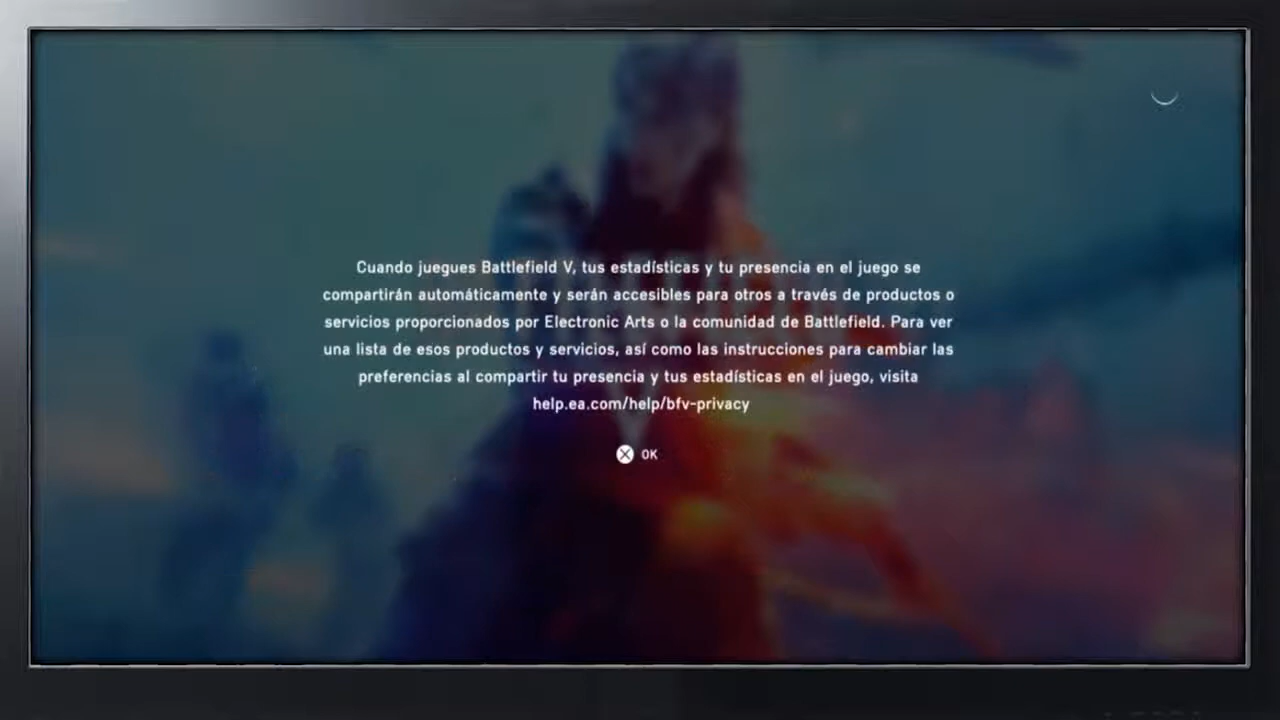 Cuando juegues Battlefield V, tus estadísticas y tu presencia en el juego se
compartirán automáticamente y serán accesibles para otros a través de productos o
servicios proporcionados por Electronic Arts o la comunidad de Battlefield. Para ver
una lista de esos productos y servicios, así como las instrucciones para cambiar las
preferencias al compartir tu presencia y tus estadísticas en el juego, visita
help.ea.com/help/bfv-privacy
OK